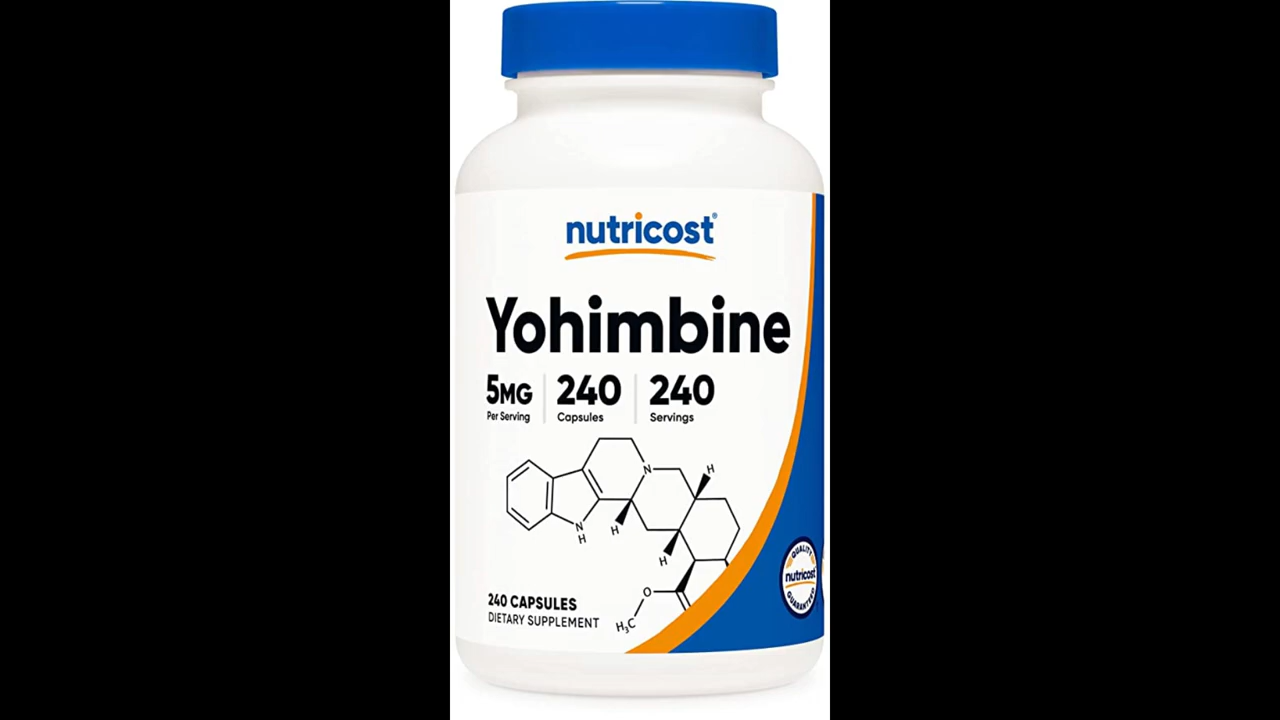 nutricost®
Yohimbine
5MG 240 240
Per Serving Capsules Servings
N
H
N
H
H
H
O
H₃C
240 CAPSULES
DIETARY SUPPLEMENT
QUALITY
nutricost
GUARANTEED